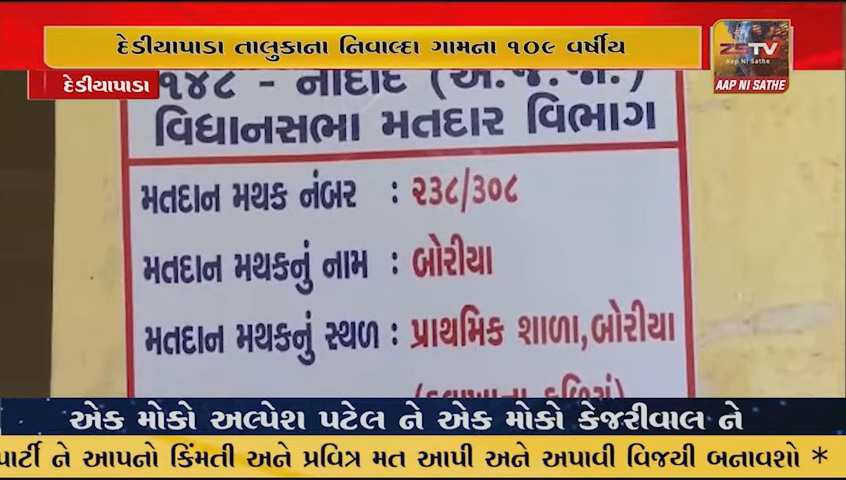 દેડીયાપાડા તાલુકાના નિવાલ્દા ગામના ૧૦૯ વર્ષીય
ZSTV
Aap Ni Sathe
AAP NI SATHE
દેડીયાપાડા
૧૪૮ - નાંદોદ (અ.જ.જા.)
વિધાનસભા મતદાર વિભાગ
મતદાન મથક નંબર : ૨૩૮/૩૦૮
મતદાન મથકનું નામ : બોરીયા
મતદાન મથકનું સ્થળ : પ્રાથમિક શાળા,બોરીયા
એક મોકો અલ્પેશ પટેલ ને એક મોકો કેજરીવાલ ને
પાર્ટી ને આપનો કિંમતી અને પ્રવિત્ર મત આપી અને અપાવી વિજયી બનાવશો *